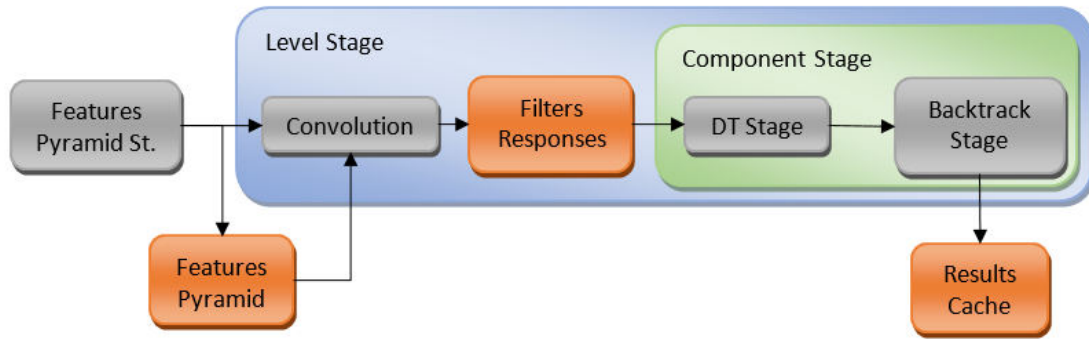 Level Stage
Component Stage
Features
Pyramid St.
Convolution
Filters
Responses
DT Stage
Backtrack
Stage
Features
Pyramid
Results
Cache